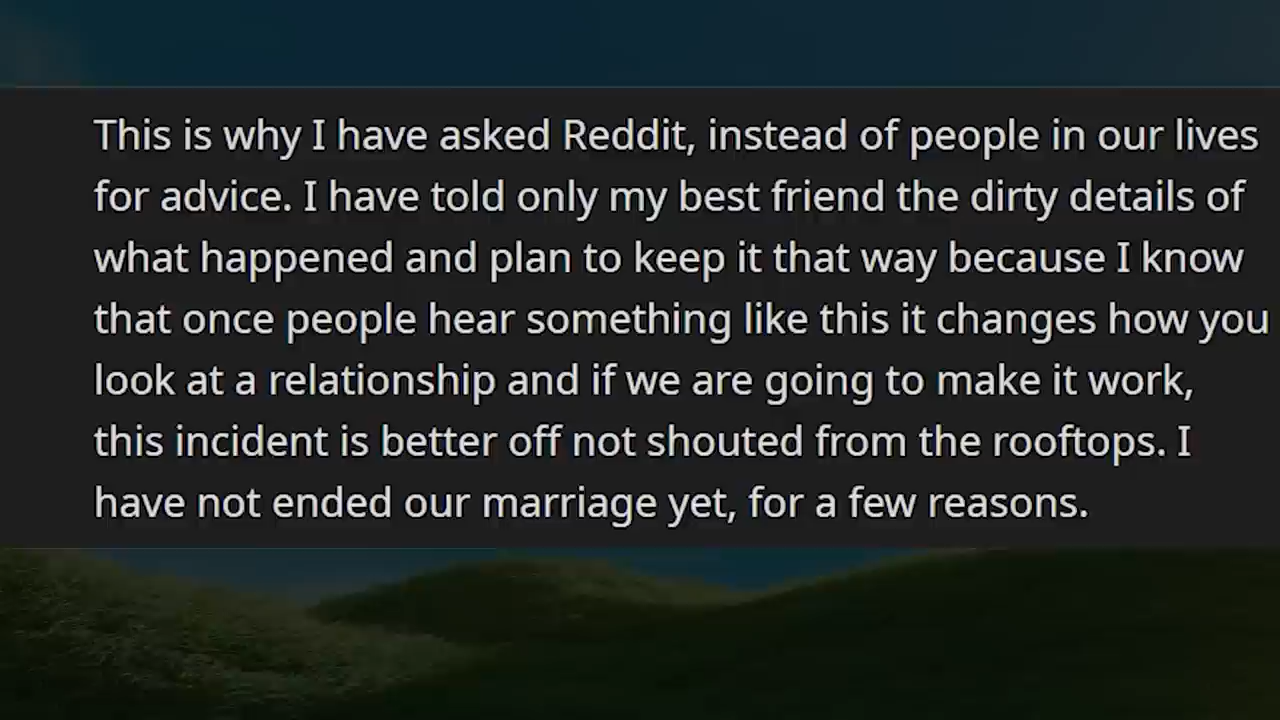 This is why I have asked Reddit, instead of people in our lives
for advice. I have told only my best friend the dirty details of
what happened and plan to keep it that way because I know
that once people hear something like this it changes how you
look at a relationship and if we are going to make it work,
this incident is better off not shouted from the rooftops. I
have not ended our marriage yet, for a few reasons.